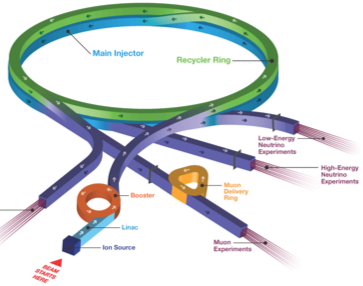 Main Injector
Recycler Ring
Low-Energy
Neutrino
Experiments
High-Energy
Neutrino
Experiments
Booster
Muon
Delivery
Ring
Linac
Ion Source
Muon
Experiments
BEAM
STARTS
HERE